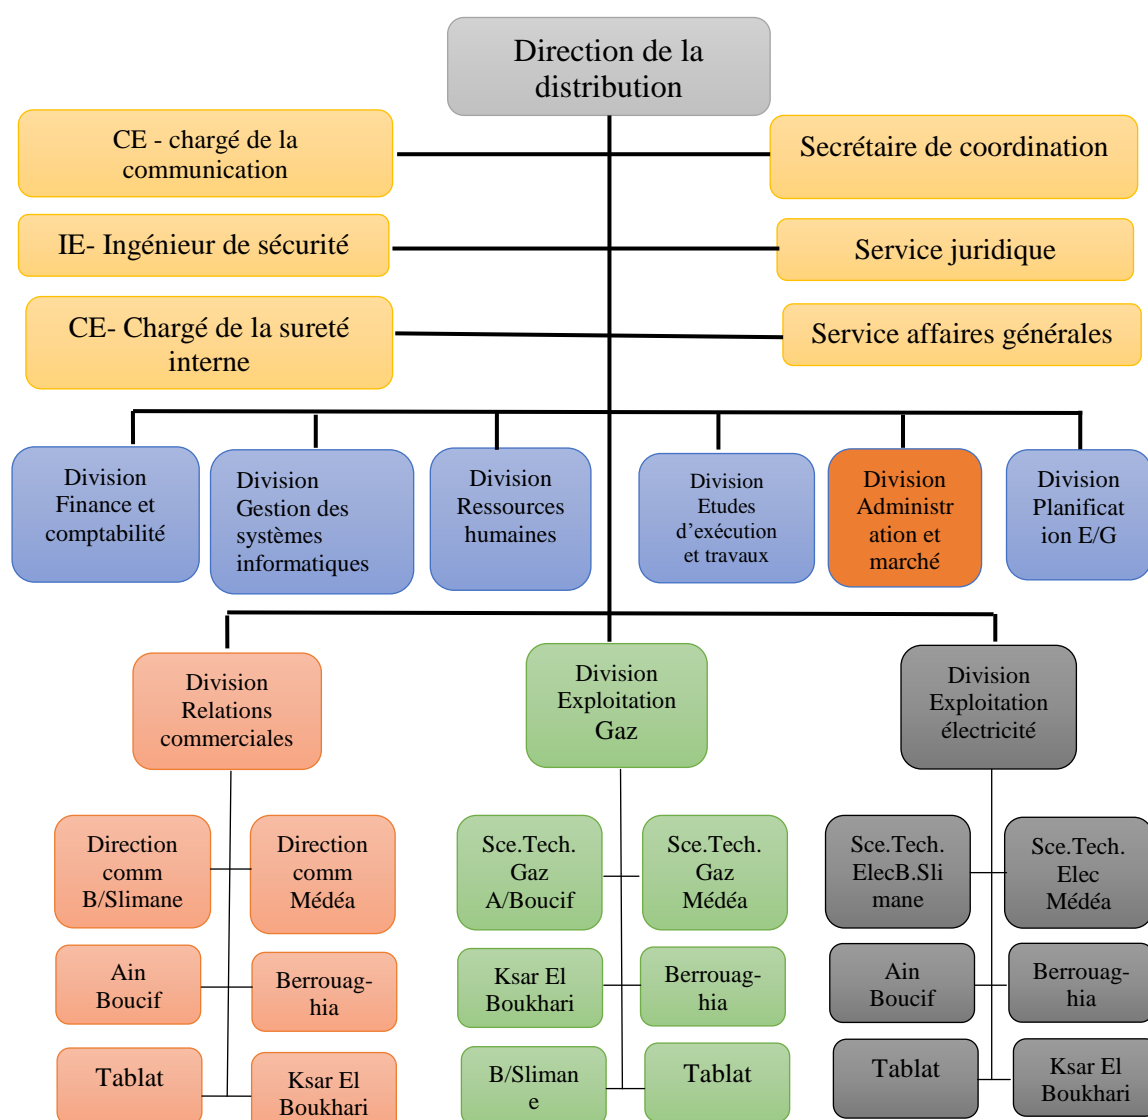 Direction de la
distribution
CE - chargé de la
communication
Secrétaire de coordination
IE- Ingénieur de sécurité
Service juridique
CE- Chargé de la sureté
interne
Service affaires générales
Division
Finance et
comptabilité
Division
Gestion des
systèmes
informatiques
Division
Ressources
humaines
Division
Etudes
d’exécution
et travaux
Division
Administr
ation et
marché
Division
Planificat
ion E/G
Division
Relations
commerciales
Division
Exploitation
Gaz
Division
Exploitation
électricité
Direction
comm
B/Slimane
Direction
comm
Médéa
Sce.Tech.
Gaz
A/Boucif
Sce.Tech.
Gaz
Médéa
Sce.Tech.
ElecB.Sli
mane
Sce.Tech.
Elec
Médéa
Ain
Boucif
Berrouag-
hia
Ksar El
Boukhari
Berrouag-
hia
Ain
Boucif
Berrouag-
hia
Tablat
Ksar El
Boukhari
B/Sliman
e
Tablat
Tablat
Ksar El
Boukhari